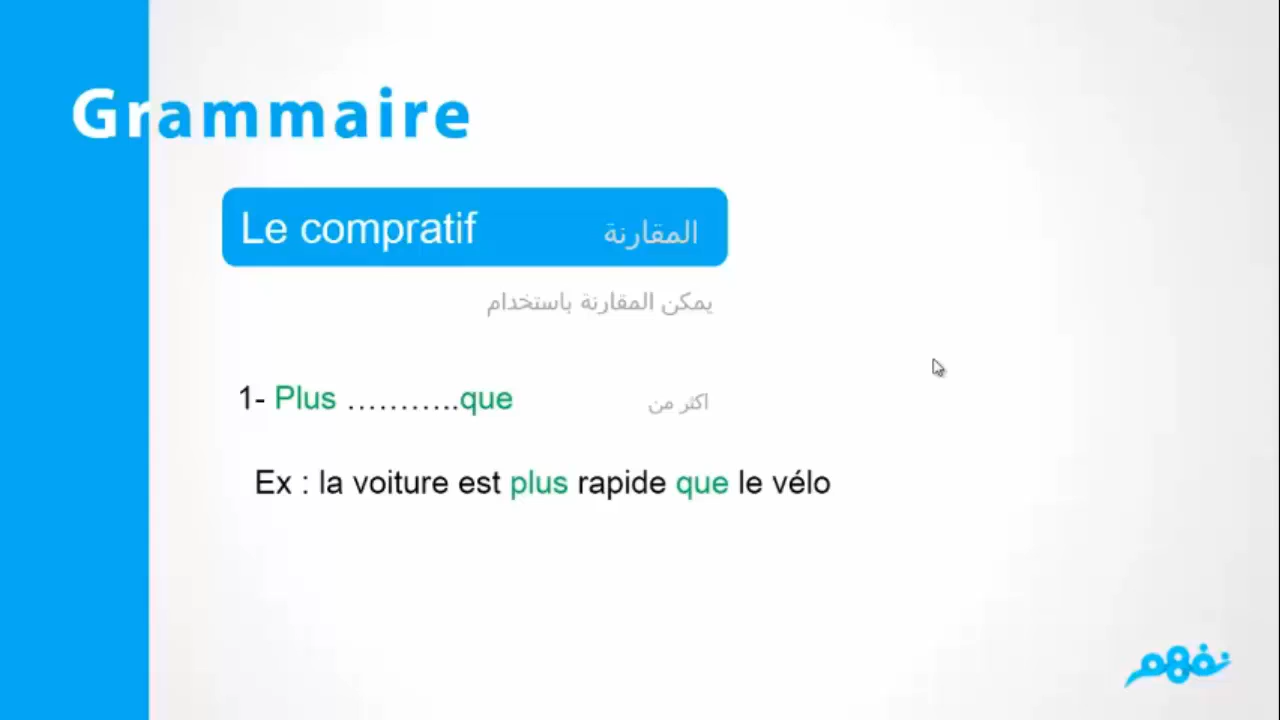 Grammaire
Le compratif المقارنة
يمكن المقارنة باستخدام
1- Plus ………..que اكثر من
Ex : la voiture est plus rapide que le vélo
نفهم